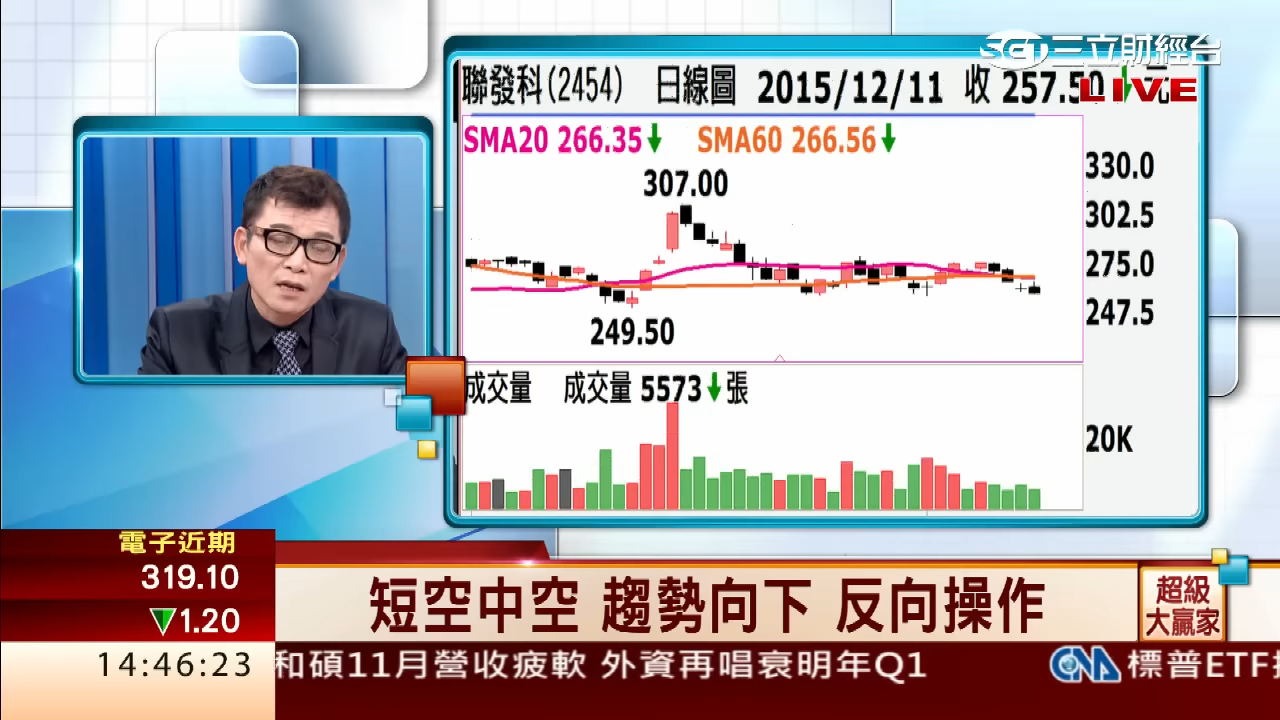 SET 三立財經台
LIVE
聯發科(2454) 日線圖 2015/12/11 收 257.50↓元
SMA20 266.35↓ SMA60 266.56↓
330.0
307.00
302.5
275.0
247.5
249.50
成交量 成交量 5573↓張
20K
電子近期
319.10
▼1.20
短空中空 趨勢向下 反向操作
超級
大贏家
14:46:23
和碩11月營收疲軟 外資再唱衰明年Q1
CNA 標普ETF